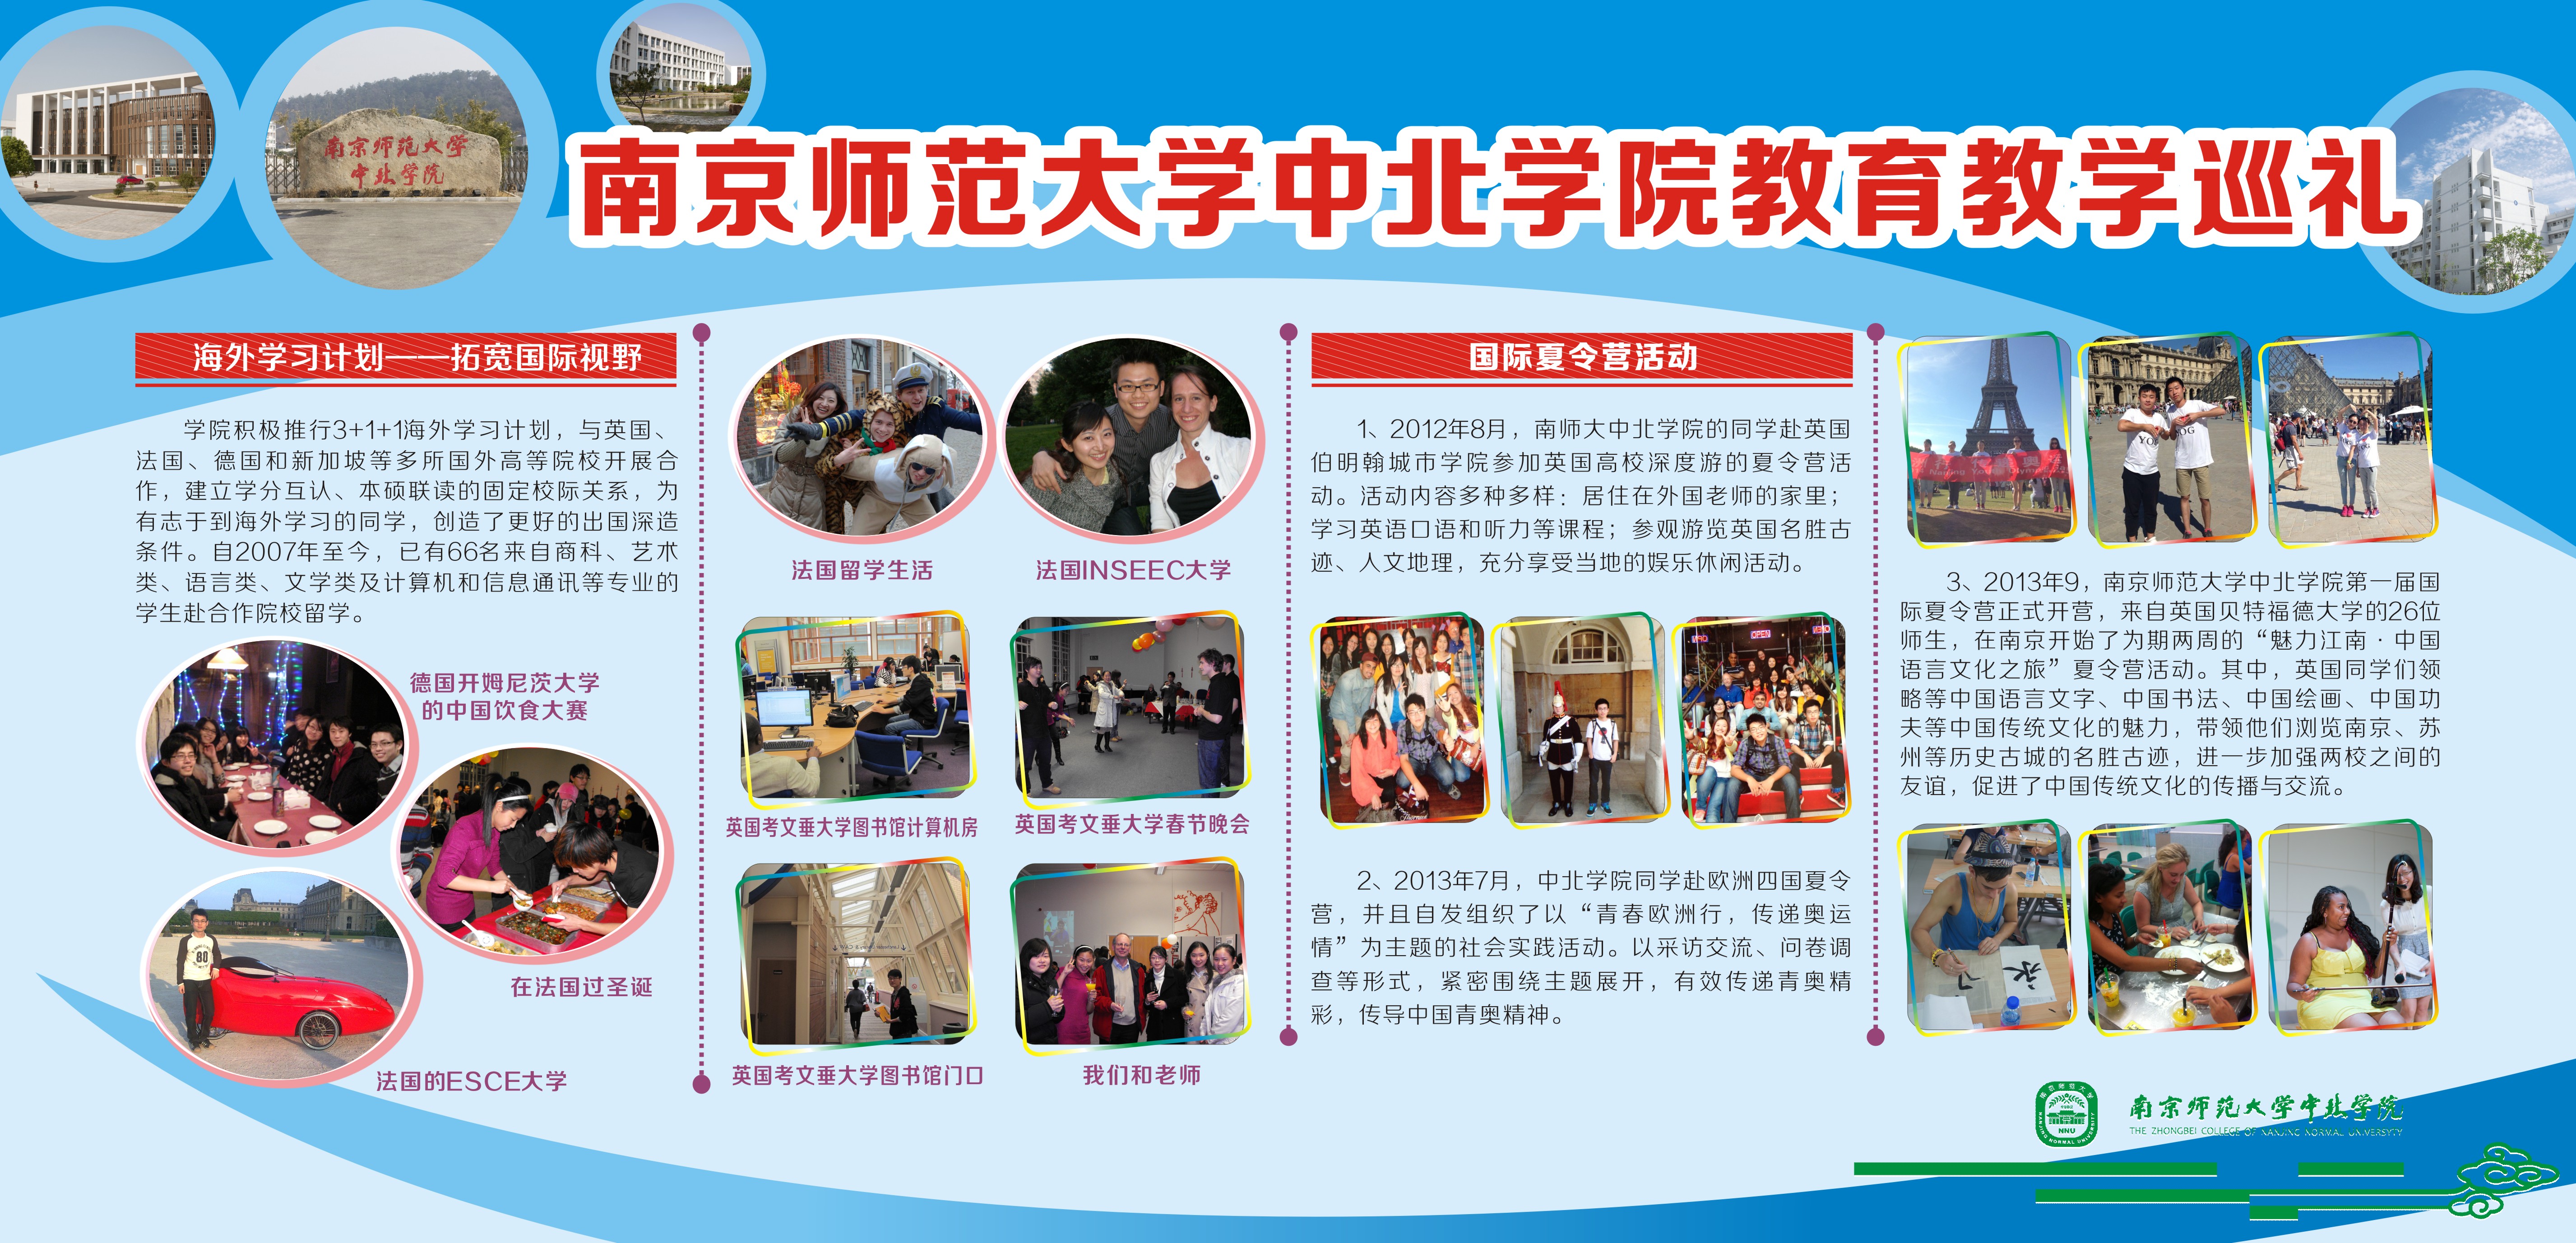 南京师范大学
中北学院
南京师范大学中北学院教育教学巡礼
海外学习计划——拓宽国际视野
学院积极推行3+1+1海外学习计划，与英国、
法国、德国和新加坡等多所国外高等院校开展合
作，建立学分互认、本硕联读的固定校际关系，为
有志于到海外学习的同学，创造了更好的出国深造
条件。自2007年至今，已有66名来自商科、艺术
类、语言类、文学类及计算机和信息通讯等专业的
学生赴合作院校留学。
德国开姆尼茨大学
的中国饮食大赛
在法国过圣诞
80
法国的ESCE大学
法国留学生活
法国INSEEC大学
英国考文垂大学图书馆计算机房
英国考文垂大学春节晚会
英国考文垂大学图书馆门口
我们和老师
国际夏令营活动
1、2012年8月，南师大中北学院的同学赴英国
伯明翰城市学院参加英国高校深度游的夏令营活
动。活动内容多种多样：居住在外国老师的家里；
学习英语口语和听力等课程；参观游览英国名胜古
迹、人文地理，充分享受当地的娱乐休闲活动。
OPEN
2、2013年7月，中北学院同学赴欧洲四国夏令
营，并且自发组织了以“青春欧洲行，传递奥运
情”为主题的社会实践活动。以采访交流、问卷调
查等形式，紧密围绕主题展开，有效传递青奥精
彩，传导中国青奥精神。
3、2013年9，南京师范大学中北学院第一届国
际夏令营正式开营，来自英国贝特福德大学的26位
师生，在南京开始了为期两周的“魅力江南·中国
语言文化之旅”夏令营活动。其中，英国同学们领
略等中国语言文字、中国书法、中国绘画、中国功
夫等中国传统文化的魅力，带领他们浏览南京、苏
州等历史古城的名胜古迹，进一步加强两校之间的
友谊，促进了中国传统文化的传播与交流。
永
NNU
NANJING NORMAL UNIVERSITY
南京师范大学中北学院
THE ZHONGBEI COLLEGE OF NANJING NORMAL UNIVERSYTY